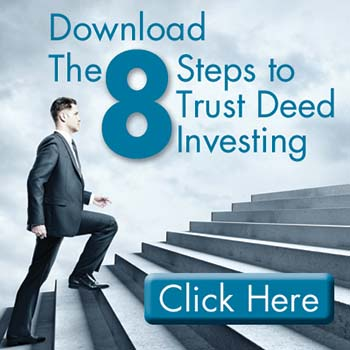 Download
The 8 Steps to
Trust Deed
Investing
Click Here